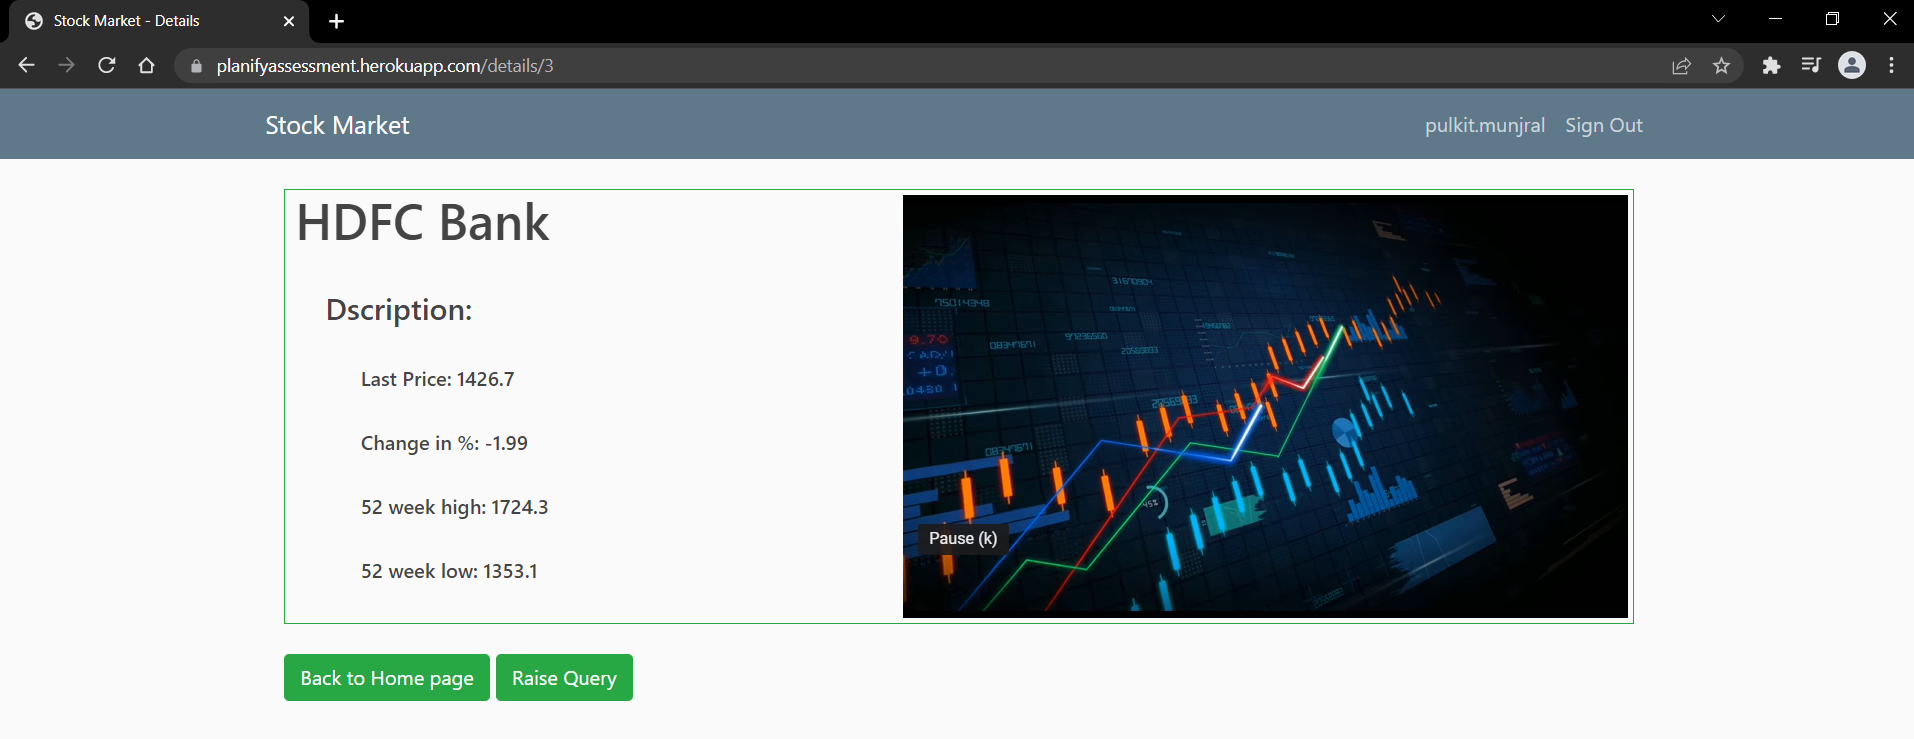 Stock Market - Details
planifyassessment.herokuapp.com/details/3
Stock Market
pulkit.munjral
Sign Out
HDFC Bank
Dscription:
Last Price: 1426.7
Change in %: -1.99
52 week high: 1724.3
52 week low: 1353.1
Pause (k)
45%
Back to Home page
Raise Query